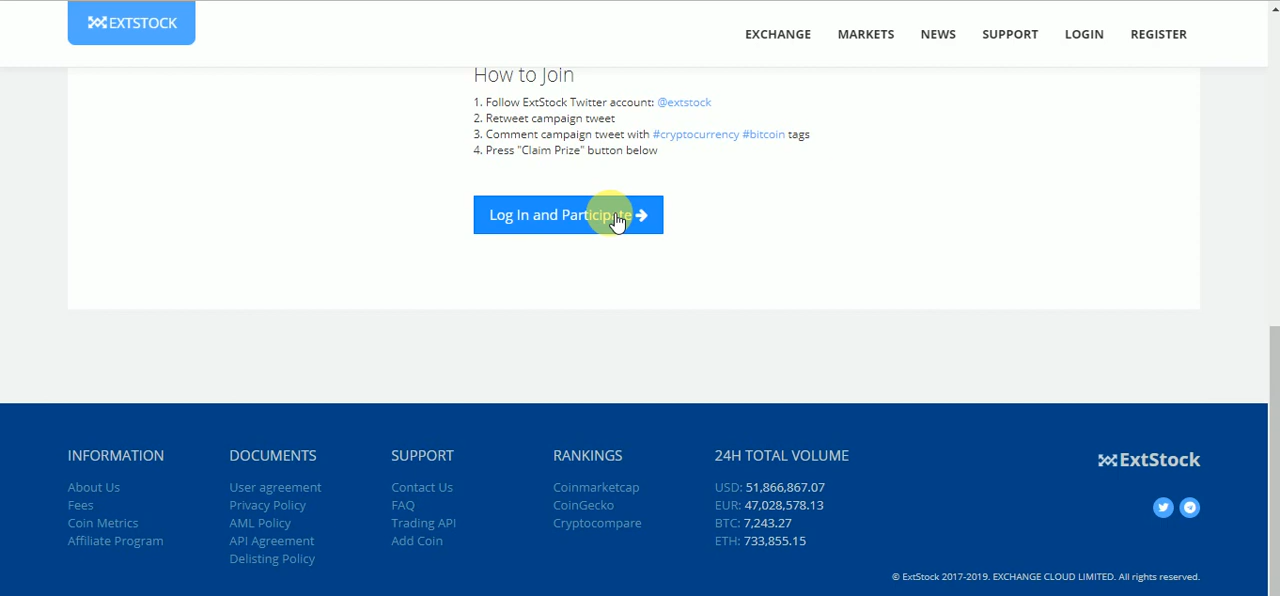 EXTSTOCK
EXCHANGE MARKETS NEWS SUPPORT LOGIN REGISTER
How to Join
1. Follow ExtStock Twitter account: @extstock
2. Retweet campaign tweet
3. Comment campaign tweet with #cryptocurrency #bitcoin tags
4. Press "Claim Prize" button below
Log In and Participate
INFORMATION
About Us
Fees
Coin Metrics
Affiliate Program
DOCUMENTS
User agreement
Privacy Policy
AML Policy
API Agreement
Delisting Policy
SUPPORT
Contact Us
FAQ
Trading API
Add Coin
RANKINGS
Coinmarketcap
CoinGecko
Cryptocompare
24H TOTAL VOLUME
USD: 51,866,867.07
EUR: 47,028,578.13
BTC: 7,243.27
ETH: 733,855.15
ExtStock
© ExtStock 2017-2019. EXCHANGE CLOUD LIMITED. All rights reserved.